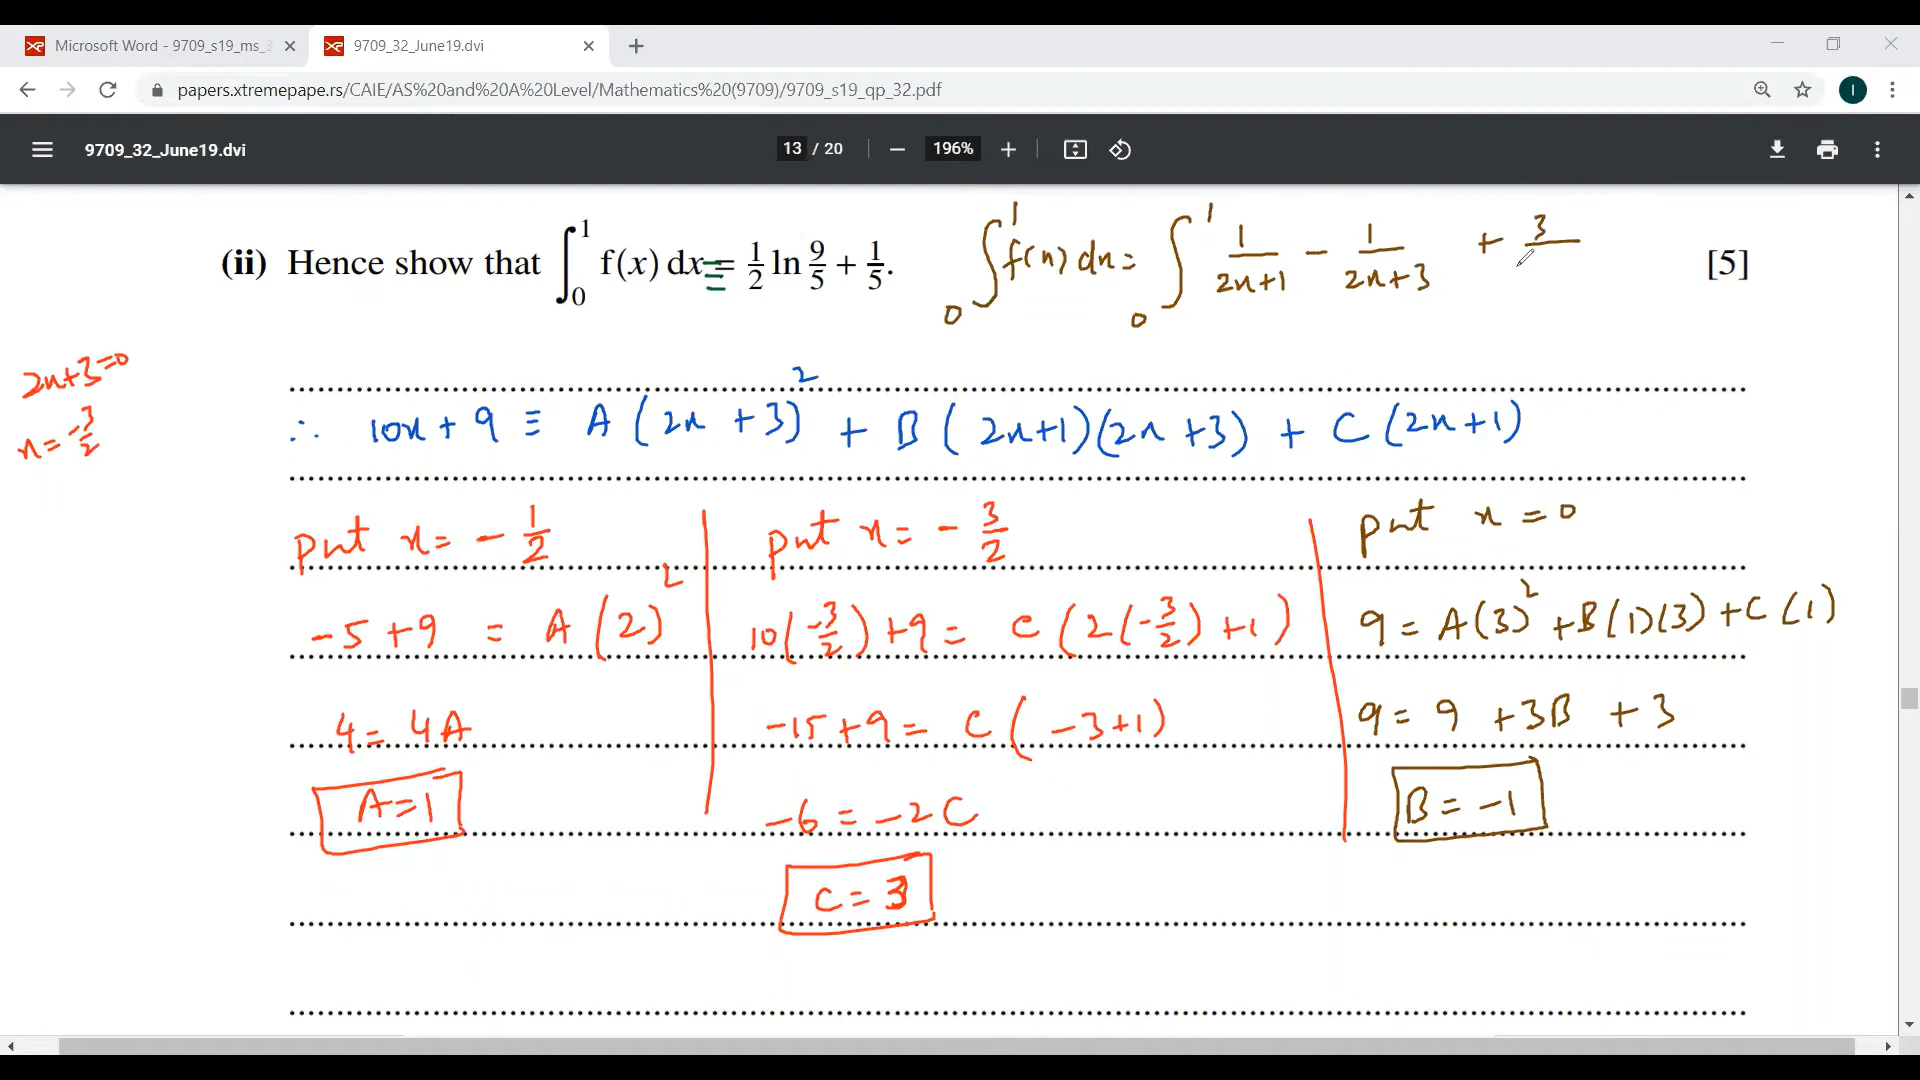 Microsoft Word - 9709_s19_ms_3
9709_32_June19.dvi
papers.xtremepape.rs/CAIE/AS%20and%20A%20Level/Mathematics%20(9709)/9709_s19_qp_32.pdf
I
9709_32_June19.dvi
13 / 20
196%
(ii) Hence show that ∫₀¹ f(x) dx ≡ = 1/2 ln 9/5 + 1/5.
∫₀¹ f(x) dx = ∫₀¹ 1/(2x+1) - 1/(2x+3) + 3/
[5]
2x+3=0
x = -3/2
∴ 10x + 9 ≡ A (2x + 3)² + B (2x+1)(2x+3) + C (2x+1)
put x = - 1/2
-5+9 = A (2)²
4 = 4A
A=1
put x = - 3/2
10(-3/2)+9 = C (2(-3/2) +1)
-15+9 = C ( -3+1)
-6 = -2C
C = 3
put x = 0
9 = A(3)² +B(1)(3) +C (1)
9 = 9 +3B + 3
B = -1